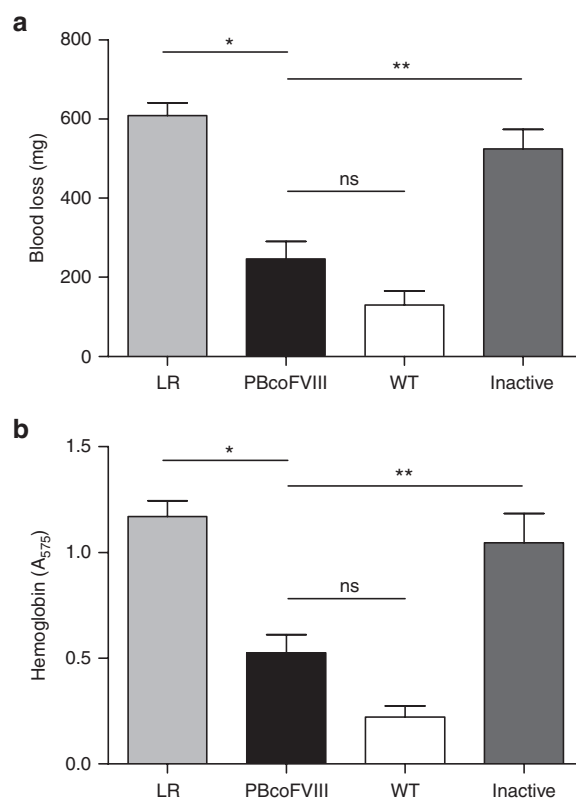 a
800
600
400
200
0
Blood loss (mg)
*
**
ns
LR PBcoFVIII WT Inactive
b
1.5
1.0
0.5
0.0
Hemoglobin (A575)
*
**
ns
LR PBcoFVIII WT Inactive